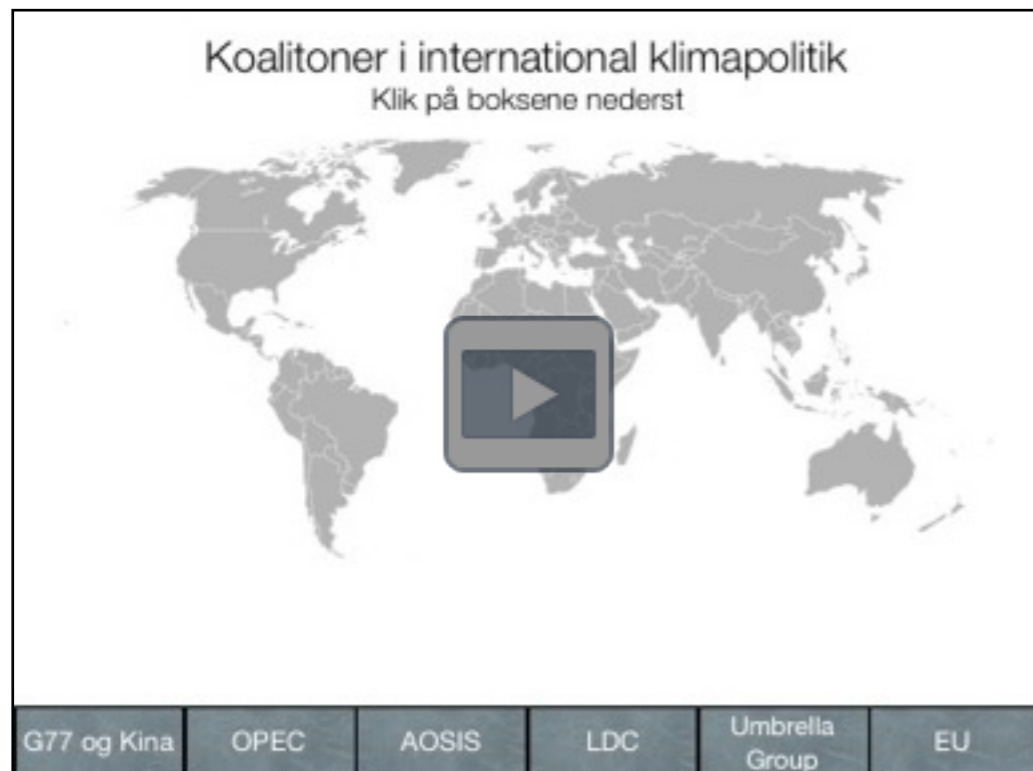 Koalitoner i international klimapolitik
Klik på boksene nederst
G77 og Kina
OPEC
AOSIS
LDC
Umbrella
Group
EU